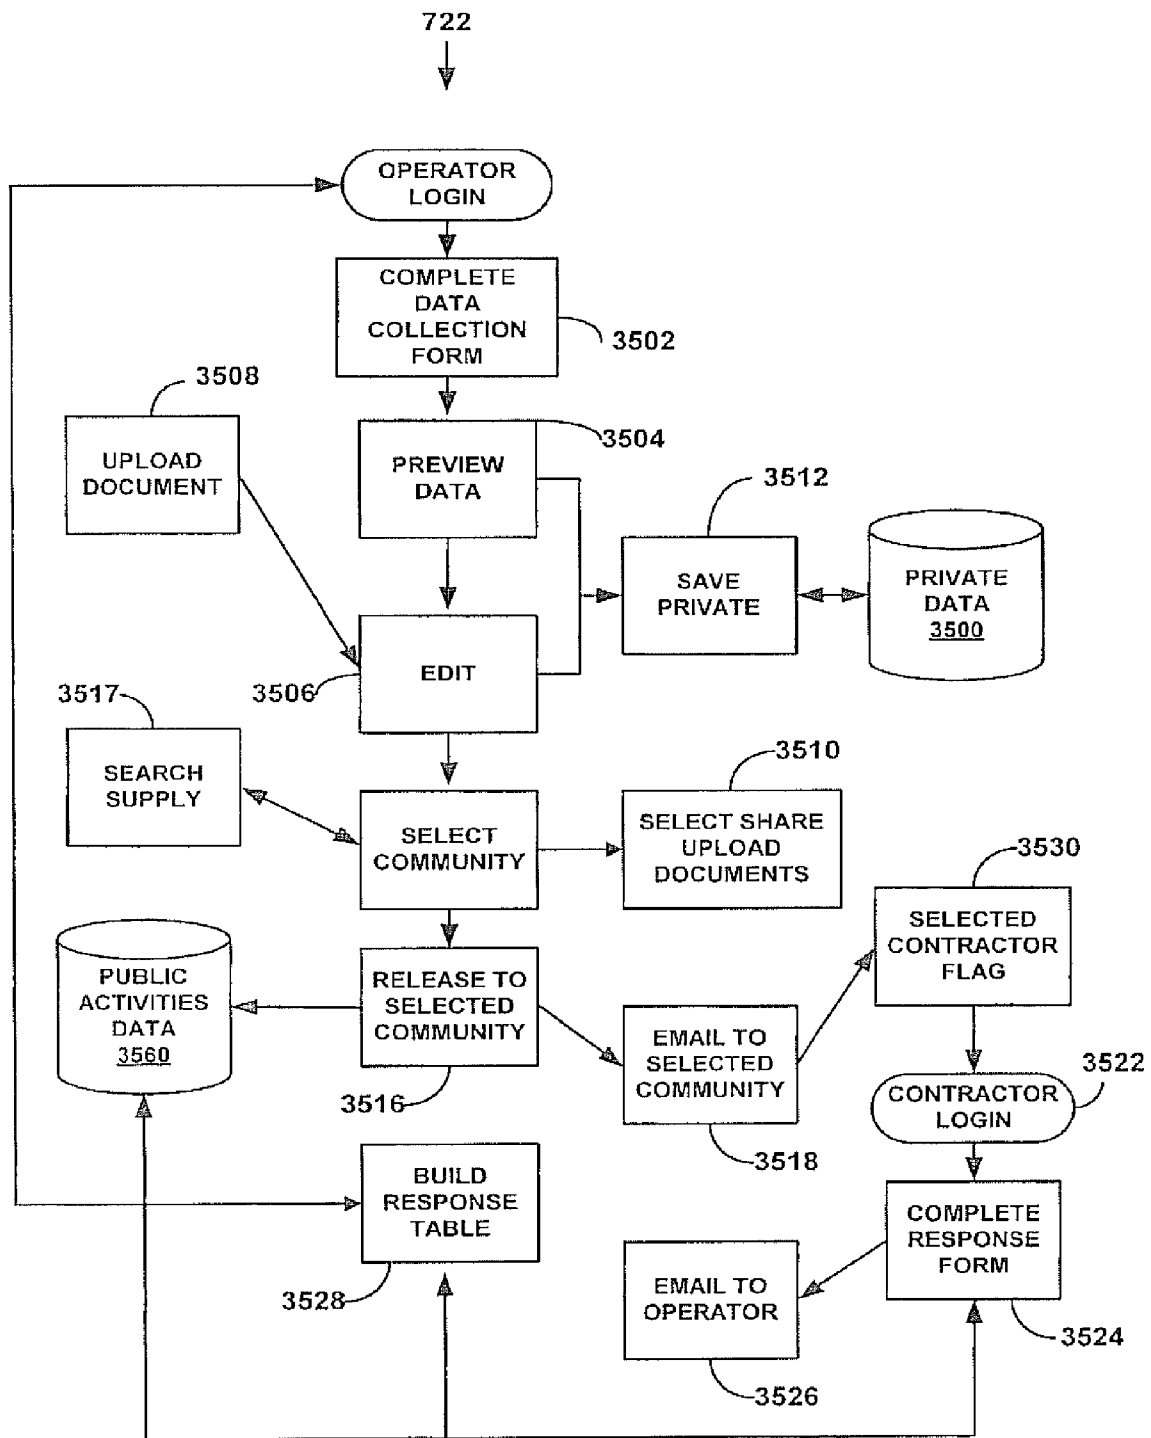 722
OPERATOR
LOGIN
COMPLETE
DATA
COLLECTION
FORM
3502
3508
UPLOAD
DOCUMENT
3504
PREVIEW
DATA
3512
SAVE
PRIVATE
PRIVATE
DATA
3500
EDIT
3506
3517
SEARCH
SUPPLY
SELECT
COMMUNITY
3510
SELECT SHARE
UPLOAD
DOCUMENTS
3530
SELECTED
CONTRACTOR
FLAG
PUBLIC
ACTIVITIES
DATA
3560
RELEASE TO
SELECTED
COMMUNITY
3516
EMAIL TO
SELECTED
COMMUNITY
3518
3522
CONTRACTOR
LOGIN
BUILD
RESPONSE
TABLE
3528
COMPLETE
RESPONSE
FORM
3524
EMAIL TO
OPERATOR
3526